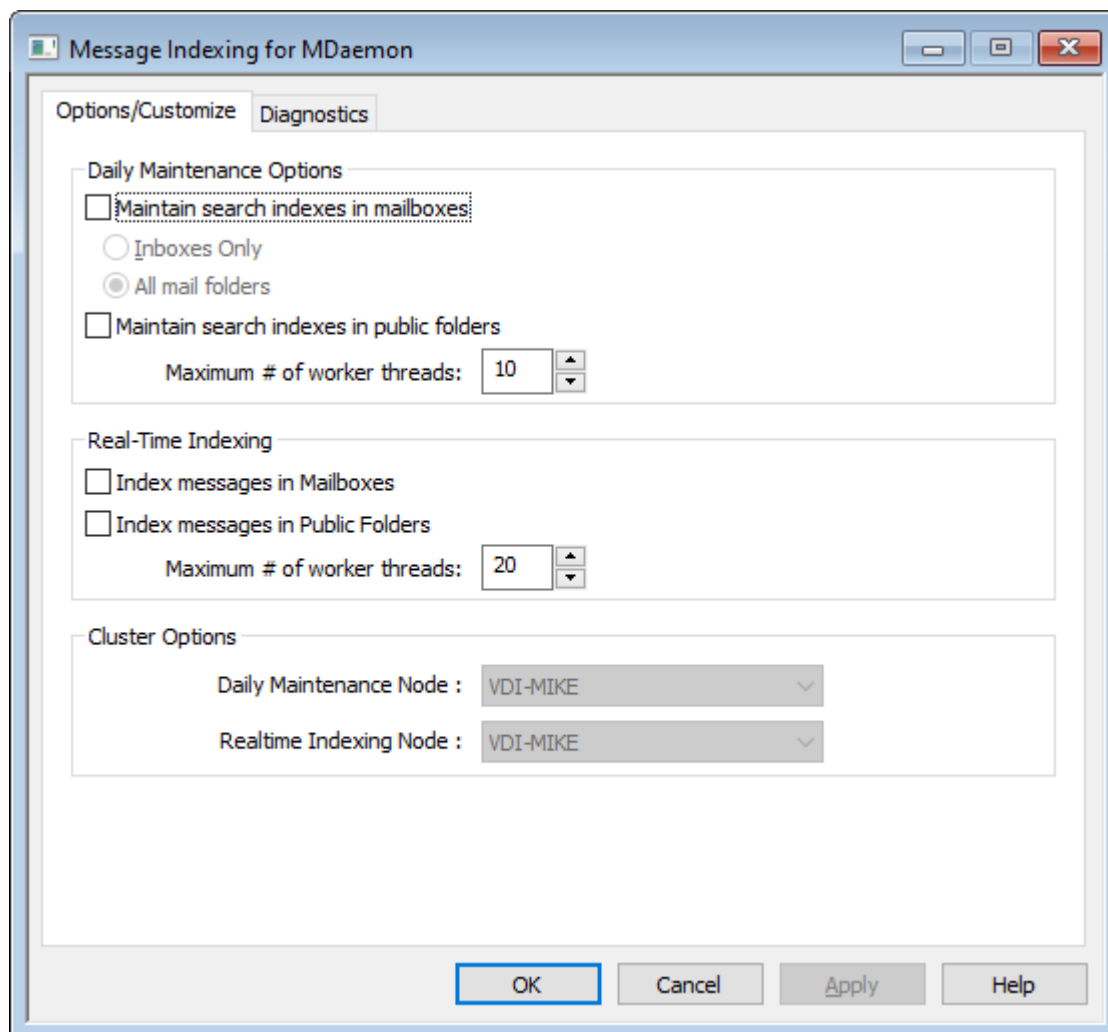 Message Indexing for MDaemon
Options/Customize Diagnostics
Daily Maintenance Options
Maintain search indexes in mailboxes
Inboxes Only
All mail folders
Maintain search indexes in public folders
Maximum # of worker threads: 10
Real-Time Indexing
Index messages in Mailboxes
Index messages in Public Folders
Maximum # of worker threads: 20
Cluster Options
Daily Maintenance Node : VDI-MIKE
Realtime Indexing Node : VDI-MIKE
OK Cancel Apply Help